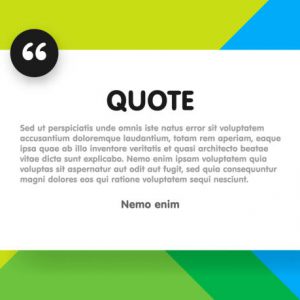 “
QUOTE
Sed ut perspiciatis unde omnis iste natus error sit voluptatem
accusantium doloremque laudantium, totam rem aperiam, eaque
ipsa quae ab illo inventore veritatis et quasi architecto beatae
vitae dicta sunt explicabo. Nemo enim ipsam voluptatem quia
voluptas sit aspernatur aut odit aut fugit, sed quia consequuntur
magni dolores eos qui ratione voluptatem sequi nesciunt.
Nemo enim